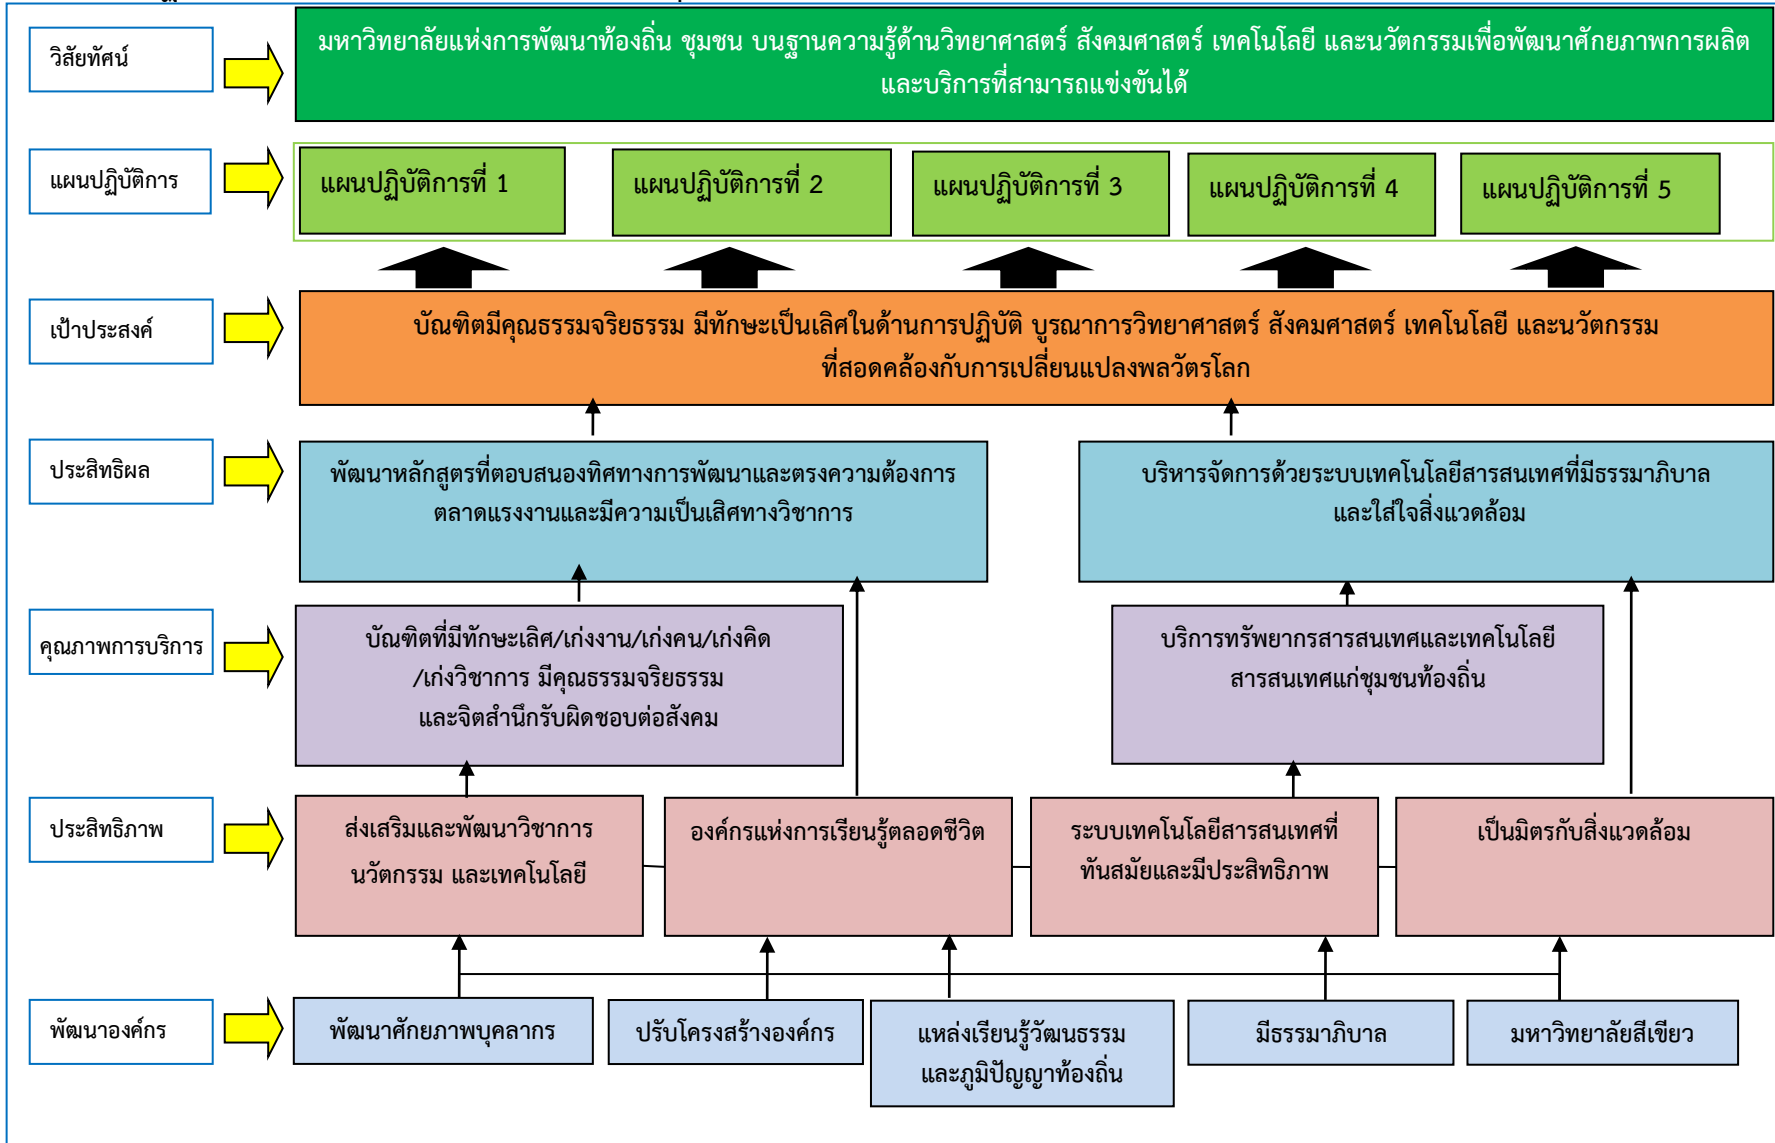 วิสัยทัศน์
มหาวิทยาลัยแห่งการพัฒนาท้องถิ่น ชุมชน บนฐานความรู้ด้านวิทยาศาสตร์ สังคมศาสตร์ เทคโนโลยี และนวัตกรรมเพื่อพัฒนาศักยภาพการผลิต
และบริการที่สามารถแข่งขันได้
แผนปฏิบัติการ
แผนปฏิบัติการที่ 1
แผนปฏิบัติการที่ 2
แผนปฏิบัติการที่ 3
แผนปฏิบัติการที่ 4
แผนปฏิบัติการที่ 5
เป้าประสงค์
บัณฑิตมีคุณธรรมจริยธรรม มีทักษะเป็นเลิศในด้านการปฏิบัติ บูรณาการวิทยาศาสตร์ สังคมศาสตร์ เทคโนโลยี และนวัตกรรม
ที่สอดคล้องกับการเปลี่ยนแปลงพลวัตรโลก
ประสิทธิผล
พัฒนาหลักสูตรที่ตอบสนองทิศทางการพัฒนาและตรงความต้องการ
ตลาดแรงงานและมีความเป็นเสิศทางวิชาการ
บริหารจัดการด้วยระบบเทคโนโลยีสารสนเทศที่มีธรรมาภิบาล
และใส่ใจสิ่งแวดล้อม
คุณภาพการบริการ
บัณฑิตที่มีทักษะเลิศ/เก่งงาน/เก่งคน/เก่งคิด
/เก่งวิชาการ มีคุณธรรมจริยธรรม
และจิตสำนึกรับผิดชอบต่อสังคม
บริการทรัพยากรสารสนเทศและเทคโนโลยี
สารสนเทศแก่ชุมชนท้องถิ่น
ประสิทธิภาพ
ส่งเสริมและพัฒนาวิชาการ
นวัตกรรม และเทคโนโลยี
องค์กรแห่งการเรียนรู้ตลอดชีวิต
ระบบเทคโนโลยีสารสนเทศที่
ทันสมัยและมีประสิทธิภาพ
เป็นมิตรกับสิ่งแวดล้อม
พัฒนาองค์กร
พัฒนาศักยภาพบุคลากร
ปรับโครงสร้างองค์กร
แหล่งเรียนรู้วัฒนธรรม
และภูมิปัญญาท้องถิ่น
มีธรรมาภิบาล
มหาวิทยาลัยสีเขียว